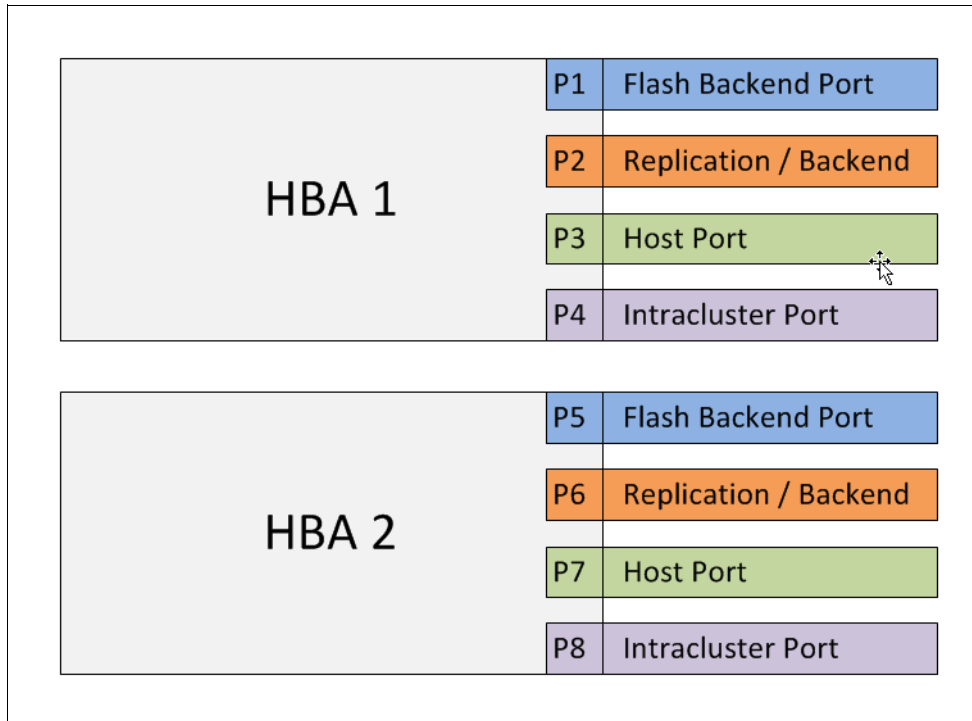 HBA 1
P1 Flash Backend Port
P2 Replication / Backend
P3 Host Port
P4 Intracluster Port
HBA 2
P5 Flash Backend Port
P6 Replication / Backend
P7 Host Port
P8 Intracluster Port